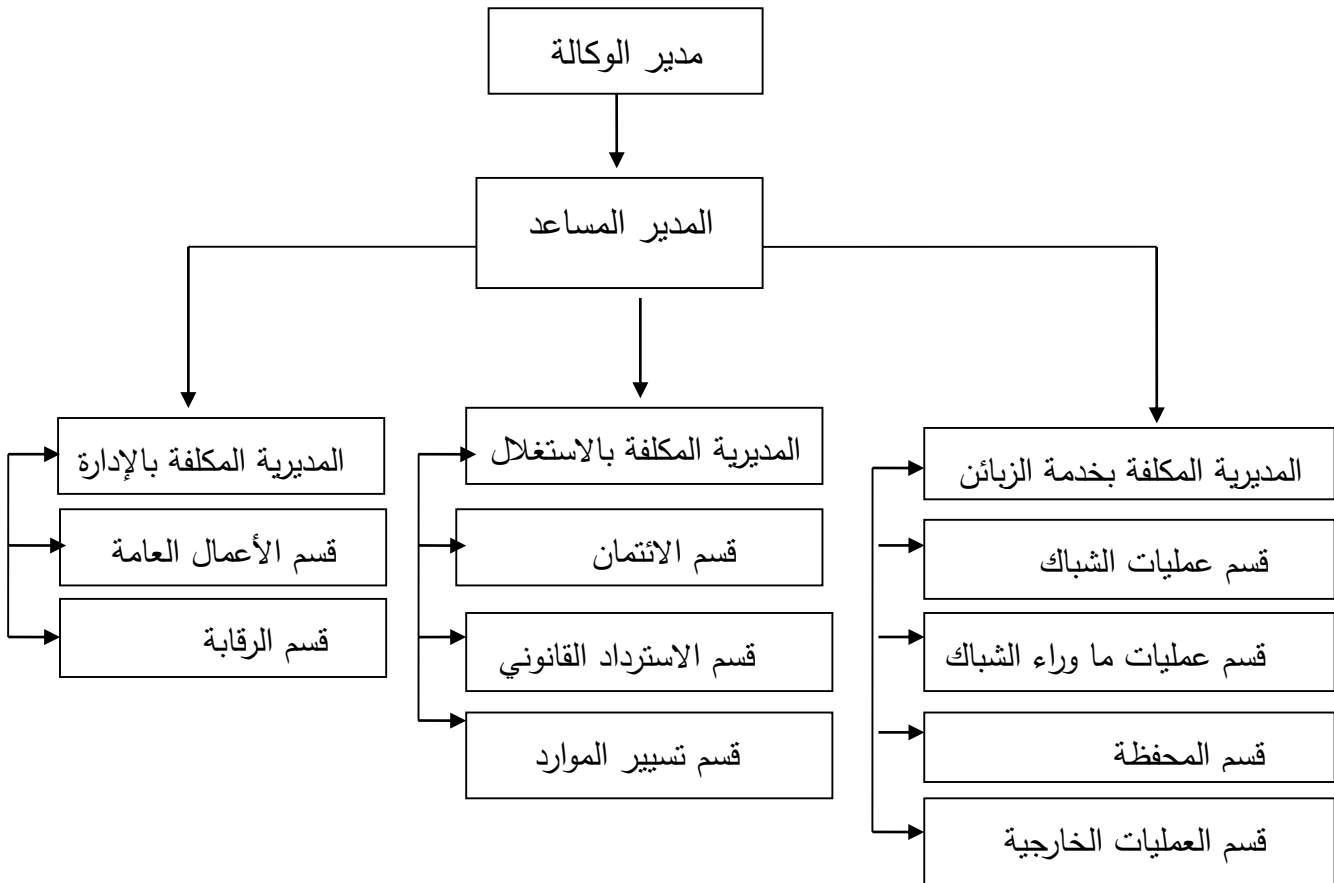 مدير الوكالة
المدير المساعد
المديرية المكلفة بخدمة الزبائن
قسم عمليات الشباك
قسم عمليات ما وراء الشباك
قسم المحفظة
قسم العمليات الخارجية
المديرية المكلفة بالاستغلال
قسم الائتمان
قسم الاسترداد القانوني
قسم تسيير الموارد
المديرية المكلفة بالإدارة
قسم الأعمال العامة
قسم الرقابة